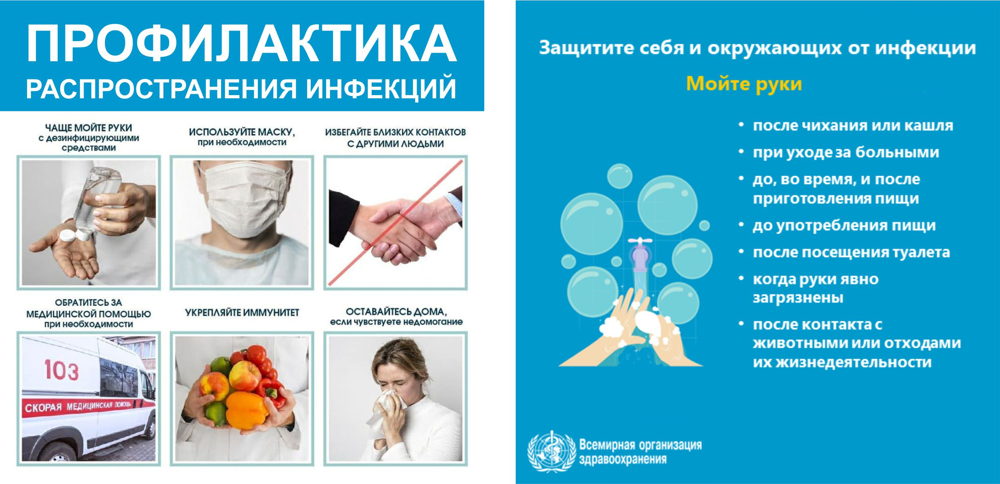 ПРОФИЛАКТИКА
РАСПРОСТРАНЕНИЯ ИНФЕКЦИЙ
ЧАЩЕ МОЙТЕ РУКИ
с дезинфицирующими
средствами
ИСПОЛЬЗУЙТЕ МАСКУ,
при необходимости
ИЗБЕГАЙТЕ БЛИЗКИХ КОНТАКТОВ
С ДРУГИМИ ЛЮДЬМИ
ОБРАТИТЕСЬ ЗА
МЕДИЦИНСКОЙ ПОМОЩЬЮ
при необходимости
103
СКОРАЯ МЕДИЦИНСКАЯ ПОМОЩЬ
УКРЕПЛЯЙТЕ ИММУНИТЕТ
ОСТАВАЙТЕСЬ ДОМА,
если чувствуете недомогание
Защитите себя и окружающих от инфекции
Мойте руки
• после чихания или кашля
• при уходе за больными
• до, во время, и после
приготовления пищи
• до употребления пищи
• после посещения туалета
• когда руки явно
загрязнены
• после контакта с
животными или отходами
их жизнедеятельности
Всемирная организация
здравоохранения